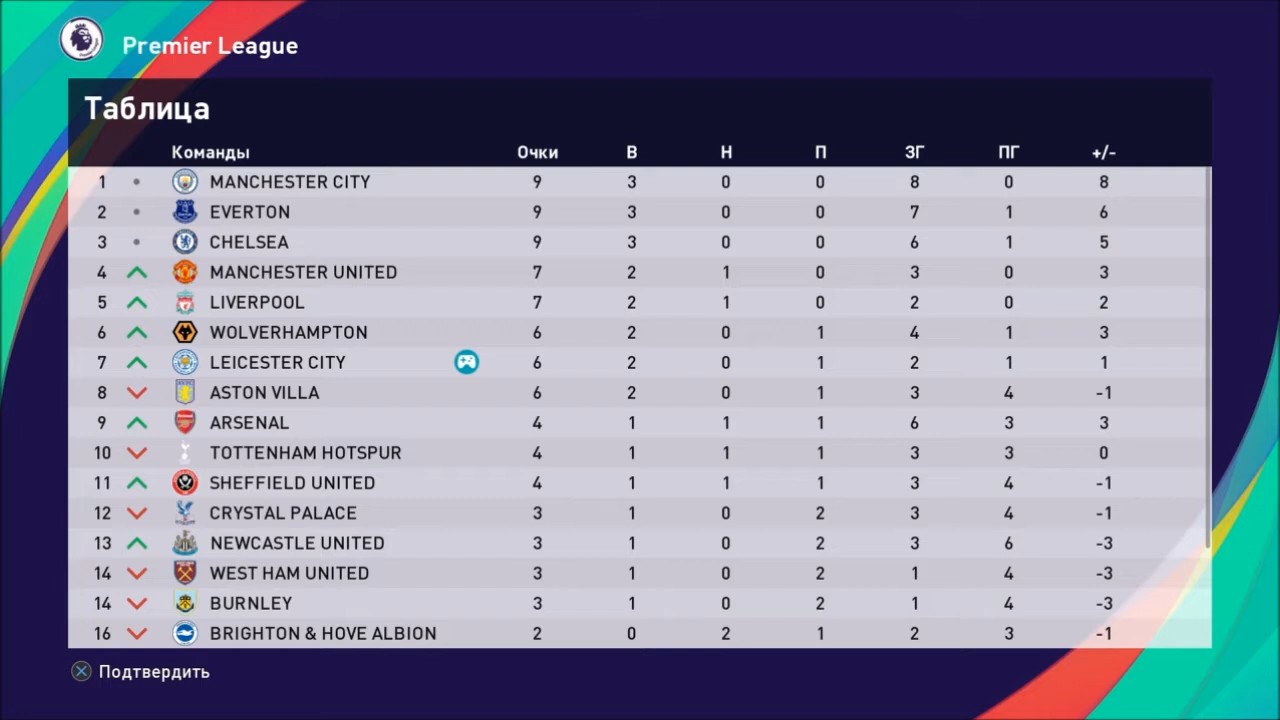 Premier League
Таблица
Команды Очки В Н П ЗГ ПГ +/-
1 MANCHESTER CITY 9 3 0 0 8 0 8
2 EVERTON 9 3 0 0 7 1 6
3 CHELSEA 9 3 0 0 6 1 5
4 MANCHESTER UNITED 7 2 1 0 3 0 3
5 LIVERPOOL 7 2 1 0 2 0 2
6 WOLVERHAMPTON 6 2 0 1 4 1 3
7 LEICESTER CITY 6 2 0 1 2 1 1
8 ASTON VILLA 6 2 0 1 3 4 -1
9 ARSENAL 4 1 1 1 6 3 3
10 TOTTENHAM HOTSPUR 4 1 1 1 3 3 0
11 SHEFFIELD UNITED 4 1 1 1 3 4 -1
12 CRYSTAL PALACE 3 1 0 2 3 4 -1
13 NEWCASTLE UNITED 3 1 0 2 3 6 -3
14 WEST HAM UNITED 3 1 0 2 1 4 -3
14 BURNLEY 3 1 0 2 1 4 -3
16 BRIGHTON & HOVE ALBION 2 0 2 1 2 3 -1
Подтвердить